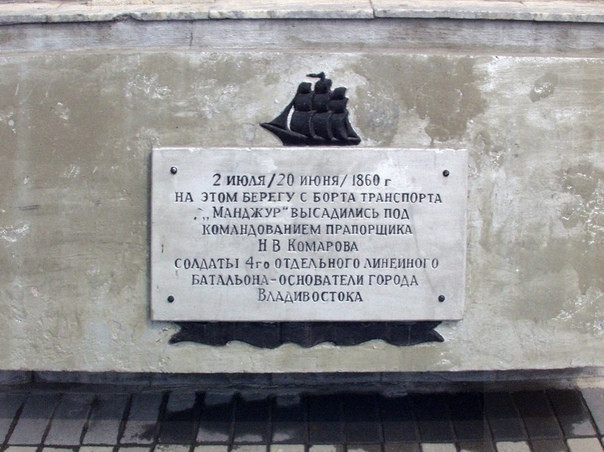 2 июля/20 июня/1860 г
на этом берегу с борта транспорта
„Манджур" высадились под
командованием прапорщика
Н В Комарова
солдаты 4го отдельного линейного
батальона-основатели города
Владивостока